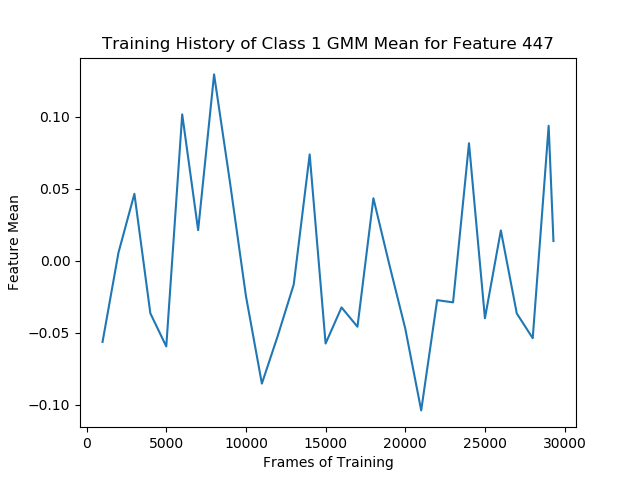 Training History of Class 1 GMM Mean for Feature 447
0.10
0.05
0.00
−0.05
−0.10
Feature Mean
0 5000 10000 15000 20000 25000 30000
Frames of Training